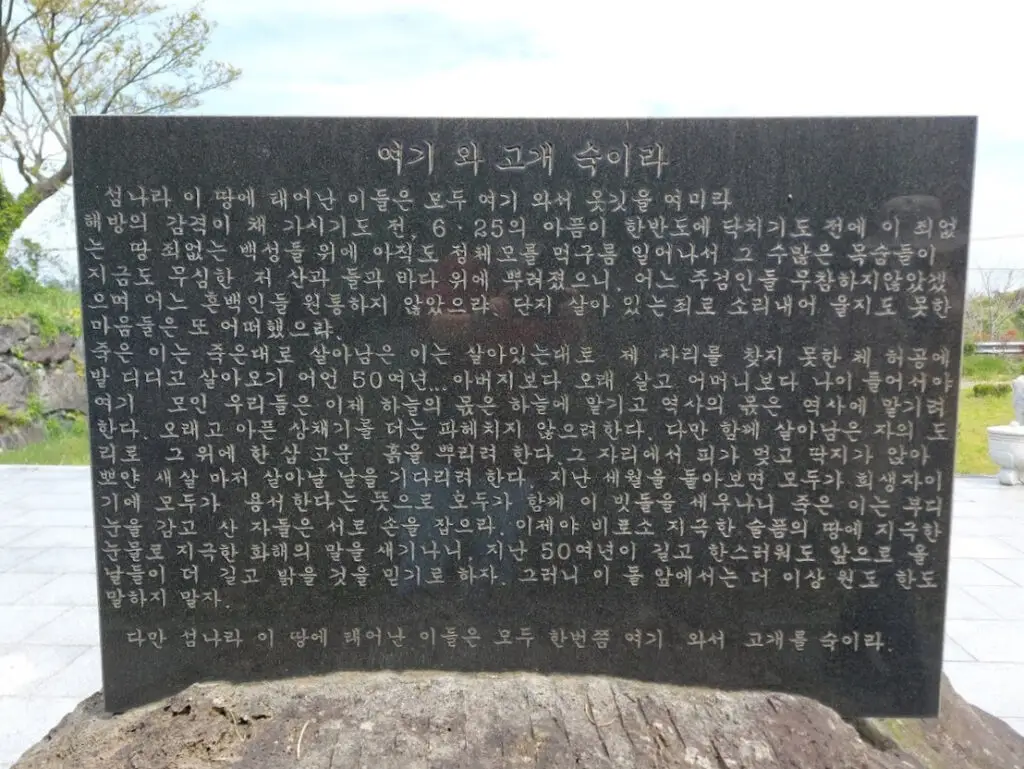 여기 와 고개 숙이라
섬나라 이 땅에 태어난 이들은 모두 여기 와서 옷깃을 여미라
해방의 감격이 채 가시기도 전, 6·25의 아픔이 한반도에 닥치기도 전에 이 죄없
는 땅 죄없는 백성들 위에 아직도 정체모를 먹구름 일어나서 그 수많은 목숨들이
지금도 무심한 저 산과 들과 바다 위에 뿌려졌으니. 어느 주검인들 무참하지않았겠
으며 어느 혼백인들 원통하지 않았으랴. 단지 살아 있는죄로 소리내어 울지도 못한
마음들은 또 어떠했으랴.
죽은 이는 죽은대로 살아남은 이는 살아있는대로 제 자리를 찾지 못한 체 허공에
발 디디고 살아오기 어언 50여년... 아버지보다 오래 살고 어머니보다 나이 들어서야
여기 모인 우리들은 이제 하늘의 몫은 하늘에 맡기고 역사의 몫은 역사에 맡기려
한다. 오래고 아픈 상채기를 더는 파헤치지 않으려한다. 다만 함께 살아남은 자의 도
리로 그 위에 한 삽 고운 흙을 뿌리려 한다. 그 자리에서 피가 멎고 딱지가 앉아
뽀얀 새 살 마저 살아날 날을 기다리려 한다. 지난 세월을 돌아보면 모두가 희생자이
기에 모두가 용서한다는 뜻으로 모두가 함께 이 빗돌을 세우나니 죽은 이는 부디
눈을 감고 산 자들은 서로 손을 잡으라. 이제야 비로소 지극한 슬픔의 땅에 지극한
눈물로 지극한 화해의 말을 새기나니. 지난 50여년이 길고 한스러워도 앞으로 올
날들이 더 길고 밝을 것을 믿기로 하자. 그러니 이 돌 앞에서는 더 이상 원도 한도
말하지 말자.
다만 섬나라 이 땅에 태어난 이들은 모두 한번쯤 여기 와서 고개를 숙이라.